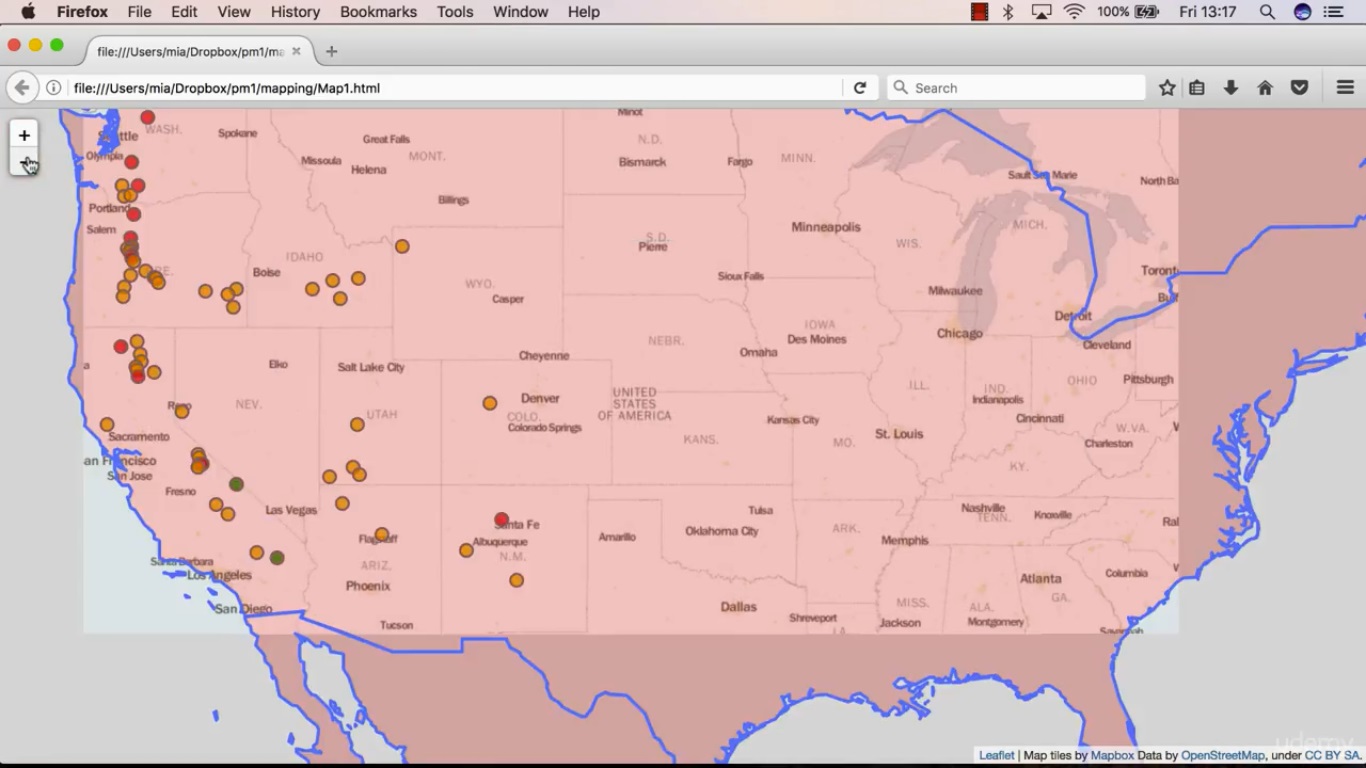 Firefox File Edit View History Bookmarks Tools Window Help 100% Fri 13:17
file:///Users/mia/Dropbox/pm1/ma
file:///Users/mia/Dropbox/pm1/mapping/Map1.html Search
+
Minot
WASH. Spokane Great Falls N.D.
Olympia Missoula MONT. Bismarck Fargo MINN.
Helena Sault Ste Marie North Ba
Portland Billings
Salem Minneapolis MICH.
IDAHO S.D. WIS.
Boise Pierre Toront
WYO. Sioux Falls
Casper Milwaukee
IOWA Detroit
Chicago
NEBR. Des Moines Cleveland
Elko Salt Lake City Cheyenne Omaha
ILL. IND. OHIO Pittsburgh
NEV. UTAH Denver UNITED
STATES
OF AMERICA
Indianapolis
COLO.
Colorado Springs Kansas City Cincinnati
Sacramento KANS. MO. St. Louis W.VA.
Charleston
an Francisco
San Jose KY.
Fresno Las Vegas Tulsa Nashville
TENN. Knoxville
Santa Fe Oklahoma City ARK. Ral
Flagstaff Albuquerque Amarillo Memphis
N.M.
Santa Barbara ARIZ.
Los Angeles Phoenix Atlanta Columbia
GA.
San Diego Dallas MISS. ALA.
Tucson Shreveport Jackson Montgomery
Leaflet | Map tiles by Mapbox Data by OpenStreetMap, under CC BY SA.
udemy